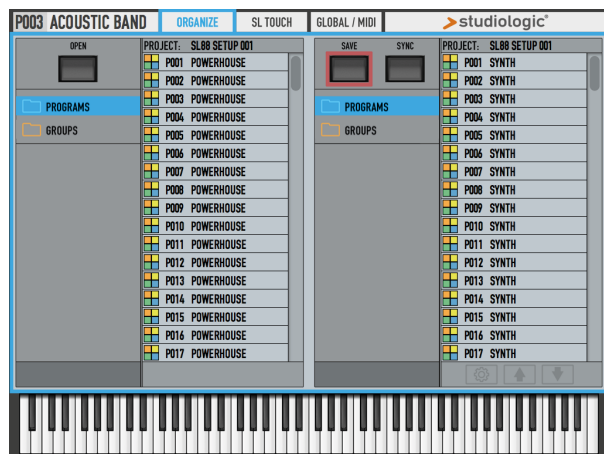 P003 ACOUSTIC BAND ORGANIZE SL TOUCH GLOBAL / MIDI studiologic®
OPEN
PROJECT: SL88 SETUP 001
PROGRAMS
GROUPS
P001 POWERHOUSE
P002 POWERHOUSE
P003 POWERHOUSE
P004 POWERHOUSE
P005 POWERHOUSE
P006 POWERHOUSE
P007 POWERHOUSE
P008 POWERHOUSE
P009 POWERHOUSE
P010 POWERHOUSE
P011 POWERHOUSE
P012 POWERHOUSE
P013 POWERHOUSE
P014 POWERHOUSE
P015 POWERHOUSE
P016 POWERHOUSE
P017 POWERHOUSE
SAVE SYNC
PROJECT: SL88 SETUP 001
PROGRAMS
GROUPS
P001 SYNTH
P002 SYNTH
P003 SYNTH
P004 SYNTH
P005 SYNTH
P006 SYNTH
P007 SYNTH
P008 SYNTH
P009 SYNTH
P010 SYNTH
P011 SYNTH
P012 SYNTH
P013 SYNTH
P014 SYNTH
P015 SYNTH
P016 SYNTH
P017 SYNTH